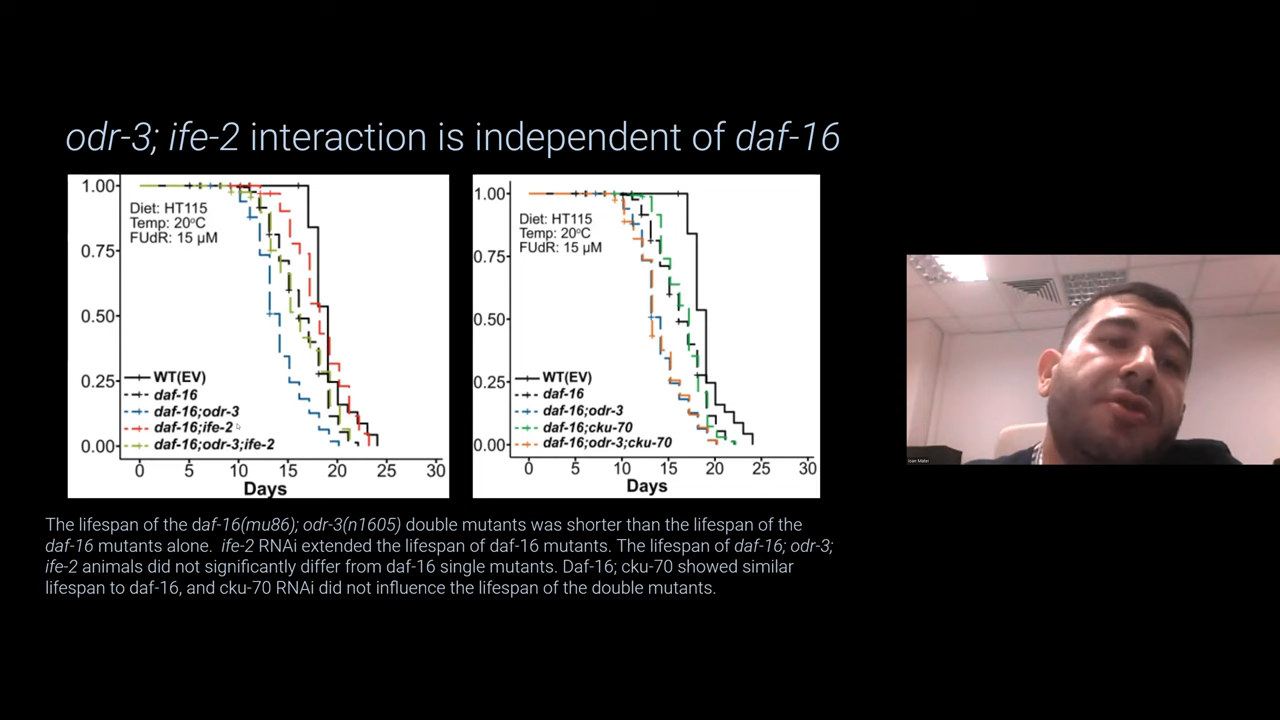 odr-3; ife-2 interaction is independent of daf-16
1.00
0.75
0.50
0.25
0.00
Diet: HT115
Temp: 20°C
FUdR: 15 µM
WT(EV)
daf-16
daf-16;odr-3
daf-16;ife-2
daf-16;odr-3;ife-2
0 5 10 15 20 25 30
Days
1.00
0.75
0.50
0.25
0.00
Diet: HT115
Temp: 20°C
FUdR: 15 µM
WT(EV)
daf-16
daf-16;odr-3
daf-16;cku-70
daf-16;odr-3;cku-70
0 5 10 15 20 25 30
Days
The lifespan of the daf-16(mu86); odr-3(n1605) double mutants was shorter than the lifespan of the
daf-16 mutants alone. ife-2 RNAi extended the lifespan of daf-16 mutants. The lifespan of daf-16; odr-3;
ife-2 animals did not significantly differ from daf-16 single mutants. Daf-16; cku-70 showed similar
lifespan to daf-16, and cku-70 RNAi did not influence the lifespan of the double mutants.